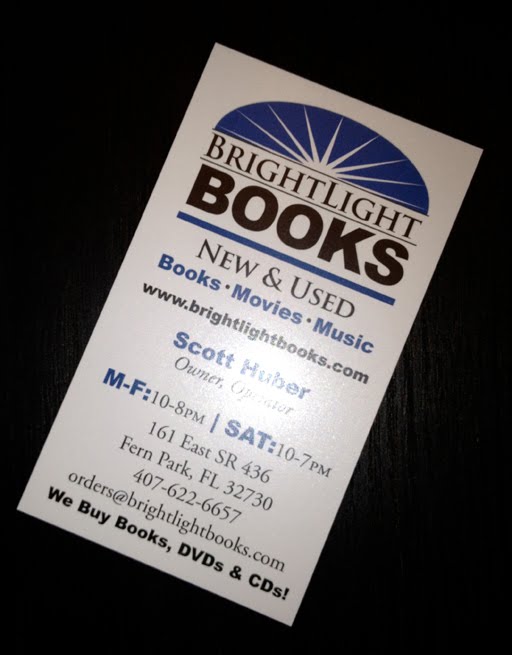 BRIGHTLIGHT
BOOKS
NEW & USED
Books · Movies · Music
www.brightlightbooks.com
Scott Huber
Owner, Operator
M-F:10-8PM | SAT:10-7PM
161 East SR 436
Fern Park, FL 32730
407-622-6657
orders@brightlightbooks.com
We Buy Books, DVDs & CDs!